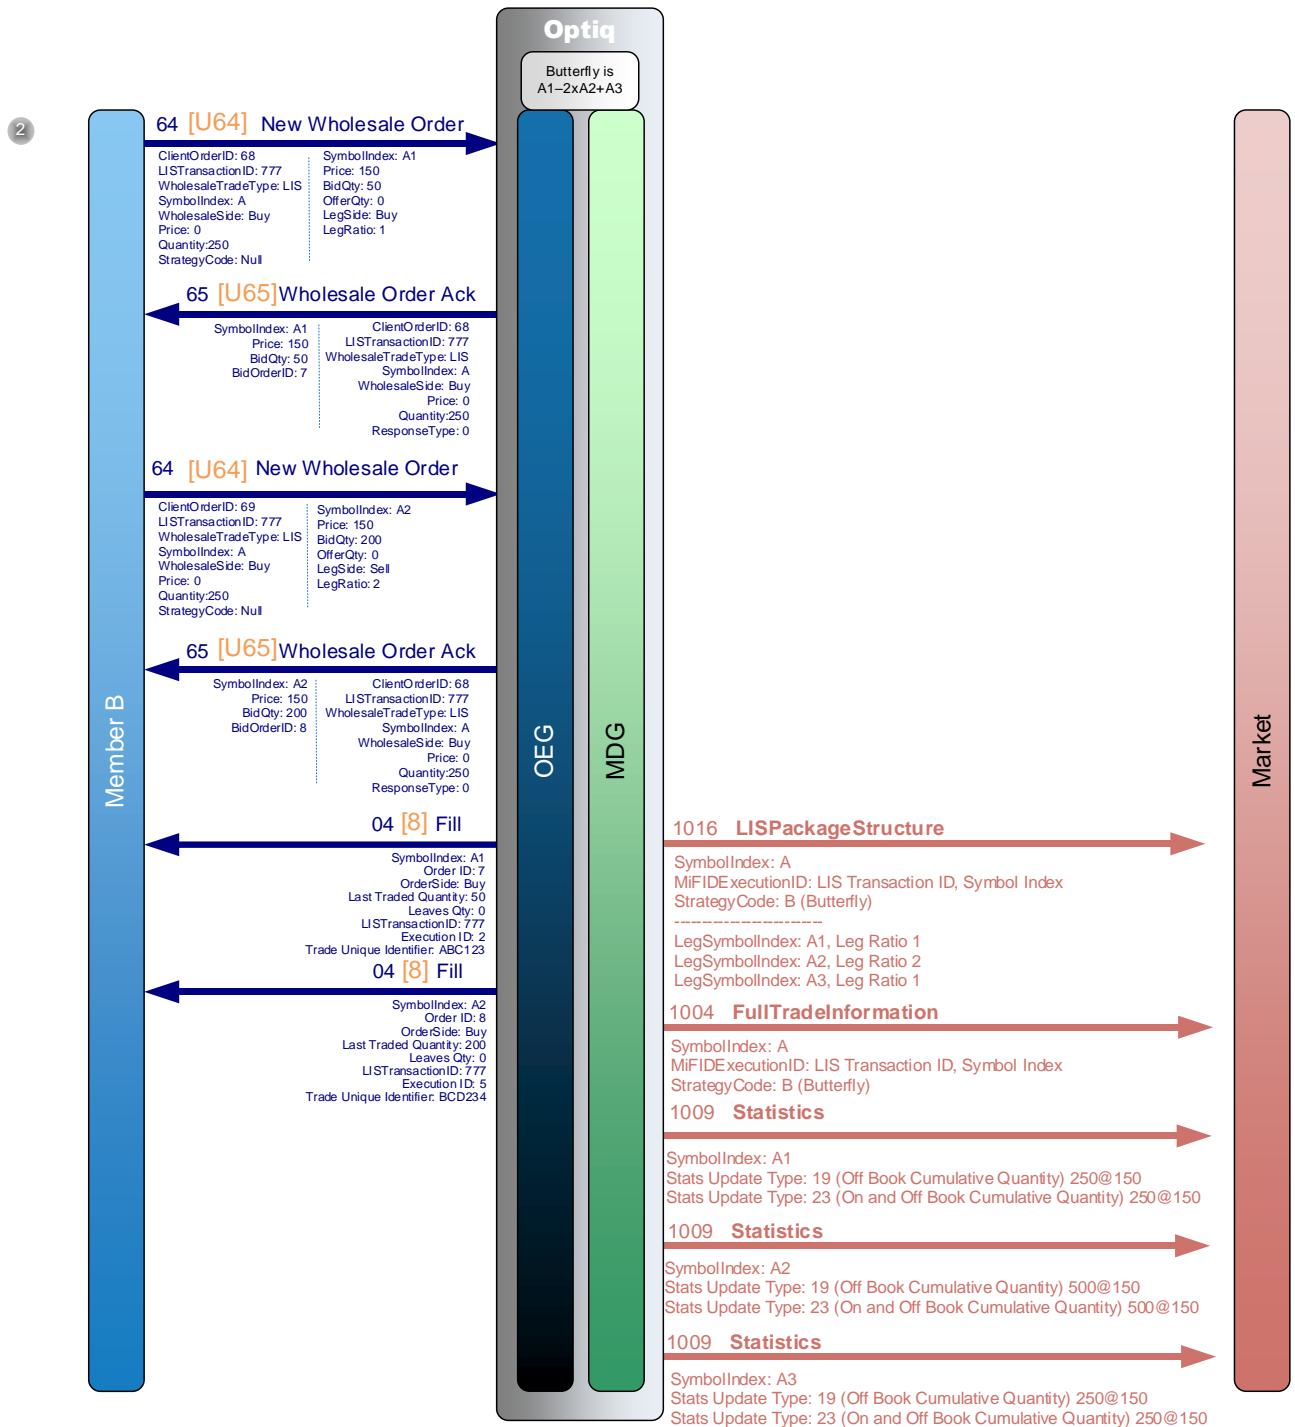 Optiq
Butterfly is
A1–2xA2+A3
2
64 [U64] New Wholesale Order
ClientOrderID: 68
LISTransactionID: 777
WholesaleTradeType: LIS
SymbolIndex: A
WholesaleSide: Buy
Price: 0
Quantity:250
StrategyCode: Null
SymbolIndex: A1
Price: 150
BidQty: 50
OfferQty: 0
LegSide: Buy
LegRatio: 1
65 [U65] Wholesale Order Ack
SymbolIndex: A1
Price: 150
BidQty: 50
BidOrderID: 7
ClientOrderID: 68
LISTransactionID: 777
WholesaleTradeType: LIS
SymbolIndex: A
WholesaleSide: Buy
Price: 0
Quantity:250
ResponseType: 0
64 [U64] New Wholesale Order
ClientOrderID: 69
LISTransactionID: 777
WholesaleTradeType: LIS
SymbolIndex: A
WholesaleSide: Buy
Price: 0
Quantity:250
StrategyCode: Null
SymbolIndex: A2
Price: 150
BidQty: 200
OfferQty: 0
LegSide: Sell
LegRatio: 2
65 [U65] Wholesale Order Ack
SymbolIndex: A2
Price: 150
BidQty: 200
BidOrderID: 8
ClientOrderID: 68
LISTransactionID: 777
WholesaleTradeType: LIS
SymbolIndex: A
WholesaleSide: Buy
Price: 0
Quantity:250
ResponseType: 0
Member B
OEG
MDG
Market
04 [8] Fill
SymbolIndex: A1
Order ID: 7
OrderSide: Buy
Last Traded Quantity: 50
Leaves Qty: 0
LISTransactionID: 777
Execution ID: 2
Trade Unique Identifier: ABC123
04 [8] Fill
SymbolIndex: A2
Order ID: 8
OrderSide: Buy
Last Traded Quantity: 200
Leaves Qty: 0
LISTransactionID: 777
Execution ID: 5
Trade Unique Identifier: BCD234
1016 LISPackageStructure
SymbolIndex: A
MiFIDExecutionID: LIS Transaction ID, Symbol Index
StrategyCode: B (Butterfly)
---------------------------
LegSymbolIndex: A1, Leg Ratio 1
LegSymbolIndex: A2, Leg Ratio 2
LegSymbolIndex: A3, Leg Ratio 1
1004 FullTradeInformation
SymbolIndex: A
MiFIDExecutionID: LIS Transaction ID, Symbol Index
StrategyCode: B (Butterfly)
1009 Statistics
SymbolIndex: A1
Stats Update Type: 19 (Off Book Cumulative Quantity) 250@150
Stats Update Type: 23 (On and Off Book Cumulative Quantity) 250@150
1009 Statistics
SymbolIndex: A2
Stats Update Type: 19 (Off Book Cumulative Quantity) 500@150
Stats Update Type: 23 (On and Off Book Cumulative Quantity) 500@150
1009 Statistics
SymbolIndex: A3
Stats Update Type: 19 (Off Book Cumulative Quantity) 250@150
Stats Update Type: 23 (On and Off Book Cumulative Quantity) 250@150